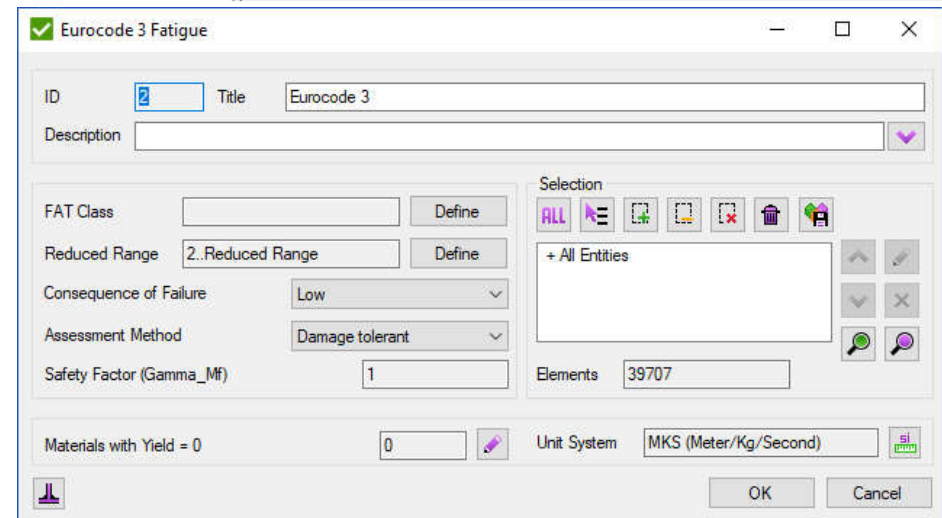 Eurocode 3 Fatigue
ID 2 Title Eurocode 3
Description
FAT Class Define
Reduced Range 2..Reduced Range Define
Consequence of Failure Low
Assessment Method Damage tolerant
Safety Factor (Gamma_Mf) 1
Selection
ALL
+ All Entities
Elements 39707
Materials with Yield = 0 0
Unit System MKS (Meter/Kg/Second) si
OK Cancel